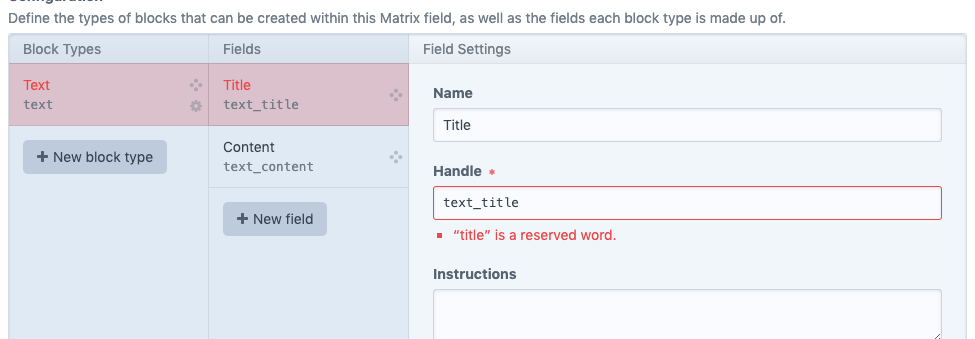 Define the types of blocks that can be created within this Matrix field, as well as the fields each block type is made up of.
Block Types
Fields
Field Settings
Text
text
Title
text_title
Content
text_content
+ New block type
+ New field
Name
Title
Handle *
text_title
“title” is a reserved word.
Instructions